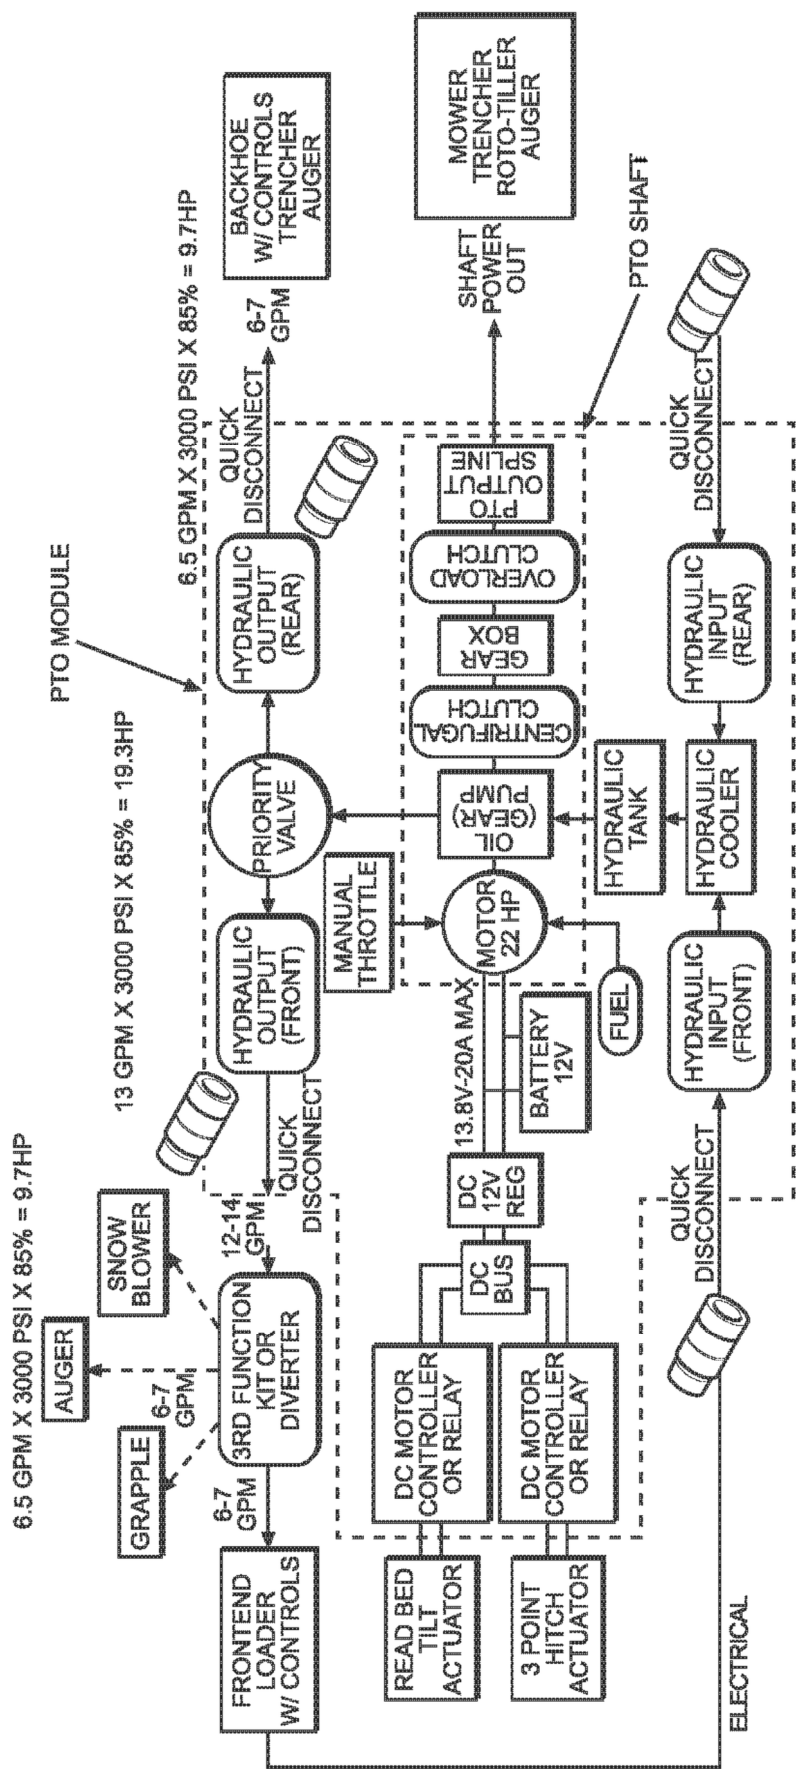 6.5 GPM X 3000 PSI X 85% = 9.7HP
13 GPM X 3000 PSI X 85% = 19.3HP
PTO MODULE
6.5 GPM X 3000 PSI X 85% = 9.7HP
GRAPPLE
AUGER
SNOW
BLOWER
6-7
GPM
FRONTEND
LOADER
W/ CONTROLS
6-7
GPM
3RD FUNCTION
KIT OR
DIVERTER
12-14
GPM
QUICK
DISCONNECT
HYDRAULIC
OUTPUT
(FRONT)
PRIORITY
VALVE
HYDRAULIC
OUTPUT
(REAR)
QUICK
DISCONNECT
6-7
GPM
BACKHOE
W/ CONTROLS
TRENCHER
AUGER
MANUAL
THROTTLE
READ BED
TILT
ACTUATOR
DC MOTOR
CONTROLLER
OR RELAY
3 POINT
HITCH
ACTUATOR
DC MOTOR
CONTROLLER
OR RELAY
DC
BUS
DC
12V
REG
13.8V-20A MAX
BATTERY
12V
MOTOR
22 HP
FUEL
OIL
(GEAR)
PUMP
CENTRIFUGAL
CLUTCH
GEAR
BOX
OVERLOAD
CLUTCH
PTO
OUTPUT
SPLINE
SHAFT
POWER
OUT
MOWER
TRENCHER
ROTO-TILLER
AUGER
PTO SHAFT
HYDRAULIC
TANK
ELECTRICAL
QUICK
DISCONNECT
HYDRAULIC
INPUT
(FRONT)
HYDRAULIC
COOLER
HYDRAULIC
INPUT
(REAR)
QUICK
DISCONNECT